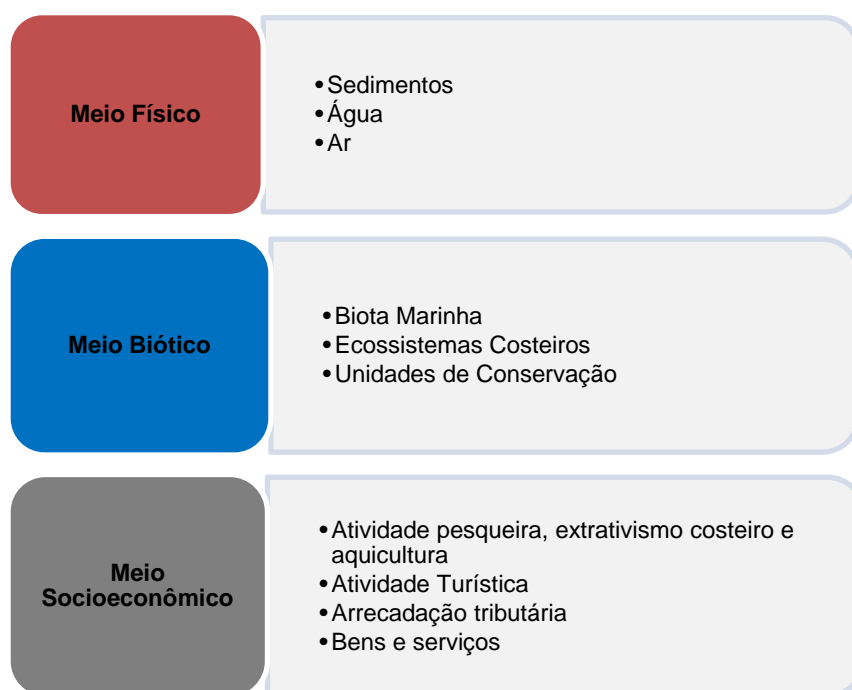 Meio Físico
•Sedimentos
•Água
•Ar
Meio Biótico
•Biota Marinha
•Ecossistemas Costeiros
•Unidades de Conservação
Meio
Socioeconômico
•Atividade pesqueira, extrativismo costeiro e
aquicultura
•Atividade Turística
•Arrecadação tributária
•Bens e serviços